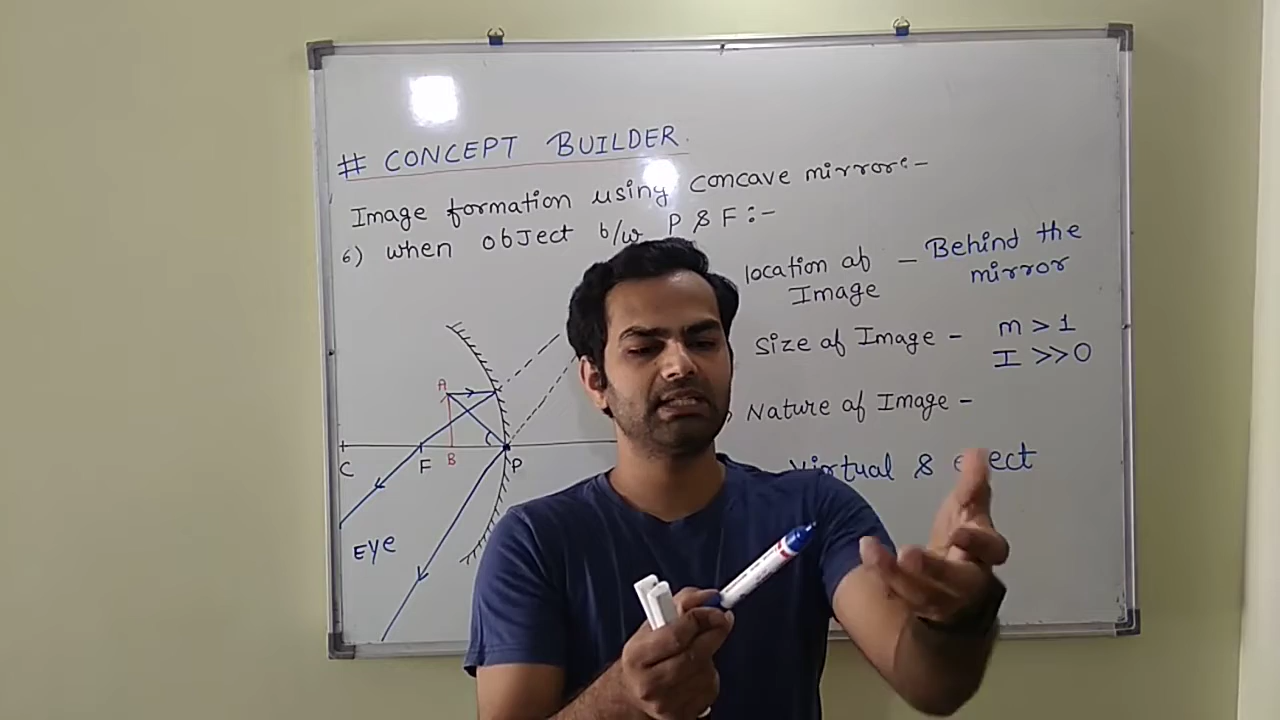 # CONCEPT BUILDER.
Image formation using concave mirror:-
6) when object b/w P & F :-
location of - Behind the
Image mirror
Size of Image - m > 1
I >> O
Nature of Image -
Virtual &
A
C F B P
Eye